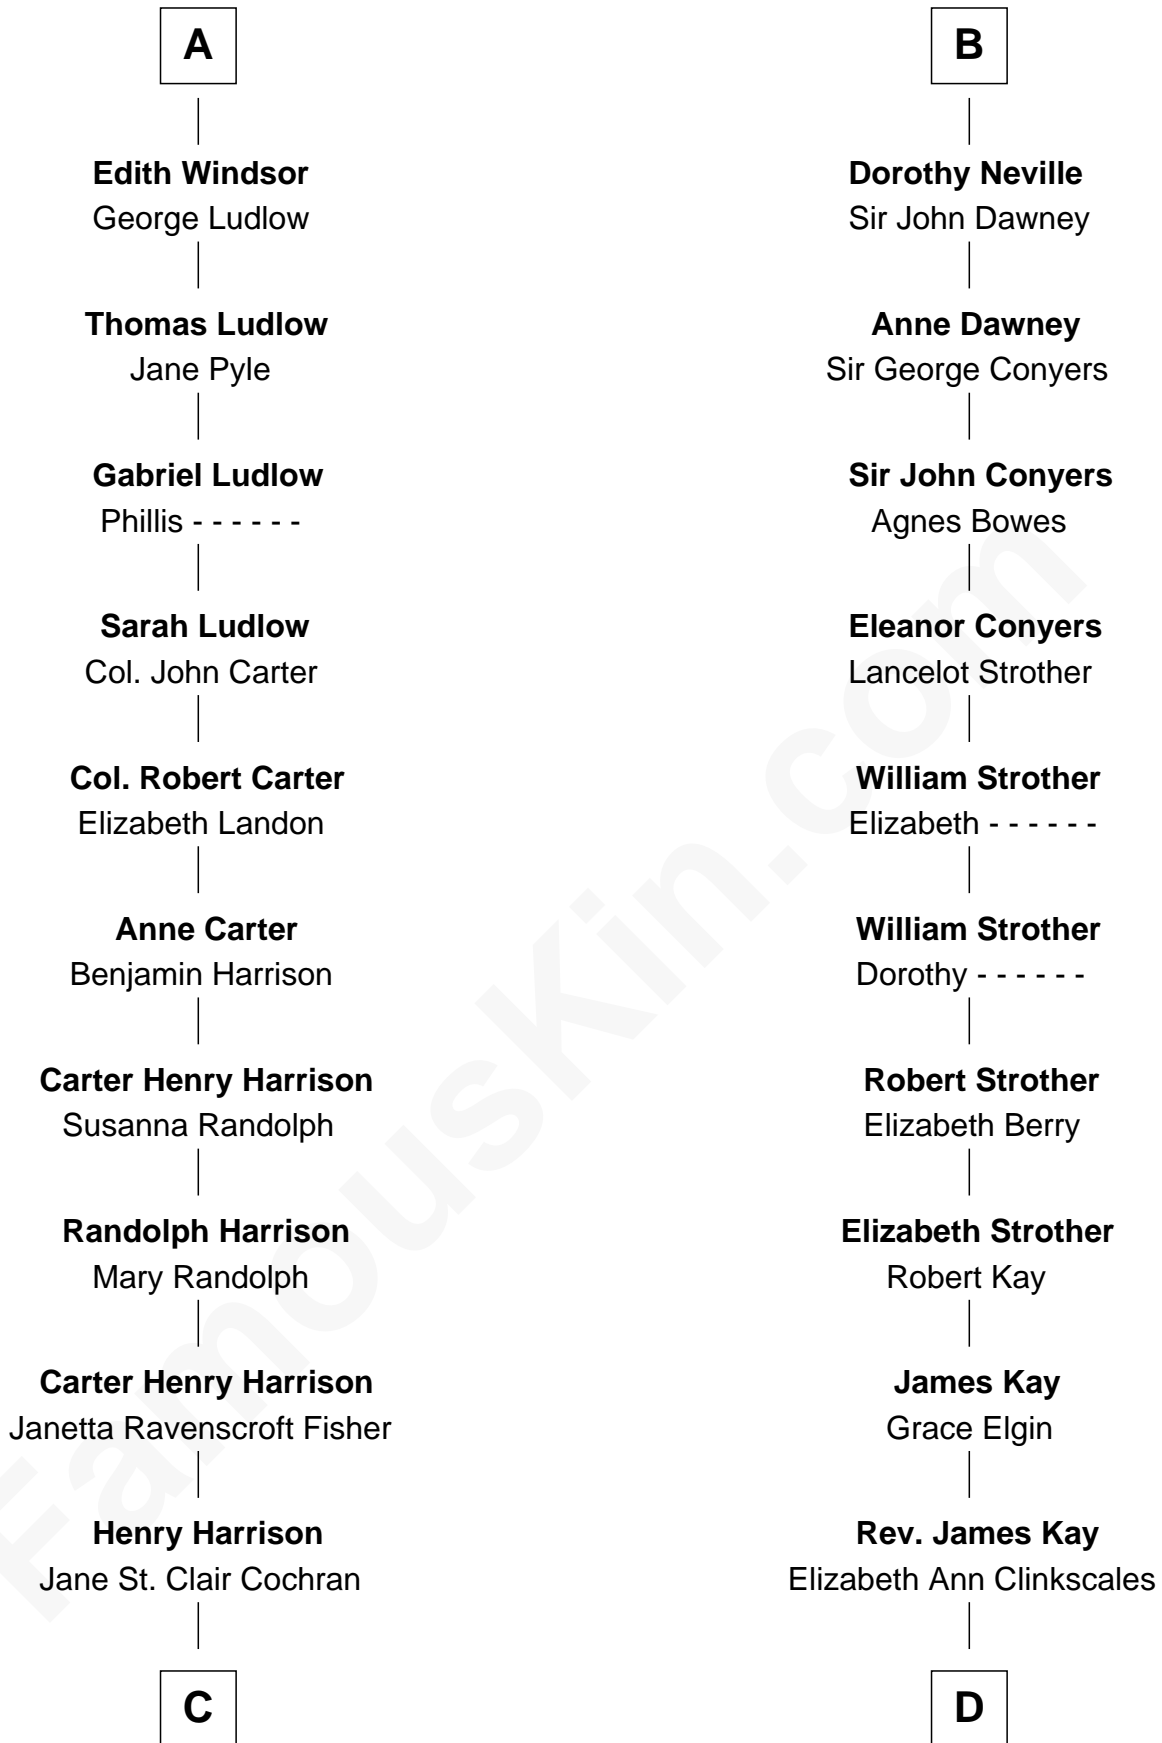 A
Edith Windsor
George Ludlow
Thomas Ludlow
Jane Pyle
Gabriel Ludlow
Phillis - - - - - -
Sarah Ludlow
Col. John Carter
Col. Robert Carter
Elizabeth Landon
Anne Carter
Benjamin Harrison
Carter Henry Harrison
Susanna Randolph
Randolph Harrison
Mary Randolph
Carter Henry Harrison
Janetta Ravenscroft Fisher
Henry Harrison
Jane St. Clair Cochran
C
B
Dorothy Neville
Sir John Dawney
Anne Dawney
Sir George Conyers
Sir John Conyers
Agnes Bowes
Eleanor Conyers
Lancelot Strother
William Strother
Elizabeth - - - - - -
William Strother
Dorothy - - - - - -
Robert Strother
Elizabeth Berry
Elizabeth Strother
Robert Kay
James Kay
Grace Elgin
Rev. James Kay
Elizabeth Ann Clinkscales
D
FamousKin.com